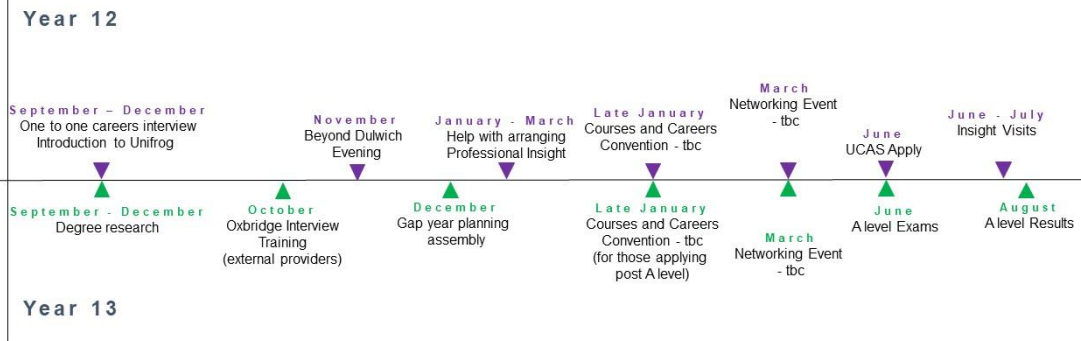 Year 12
September – December
One to one careers interview
Introduction to Unifrog
November
Beyond Dulwich
Evening
January - March
Help with arranging
Professional Insight
Late January
Courses and Careers
Convention - tbc
March
Networking Event
- tbc
June
UCAS Apply
June - July
Insight Visits
September - December
Degree research
October
Oxbridge Interview
Training
(external providers)
December
Gap year planning
assembly
Late January
Courses and Careers
Convention - tbc
(for those applying
post A level)
March
Networking Event
- tbc
June
A level Exams
August
A level Results
Year 13